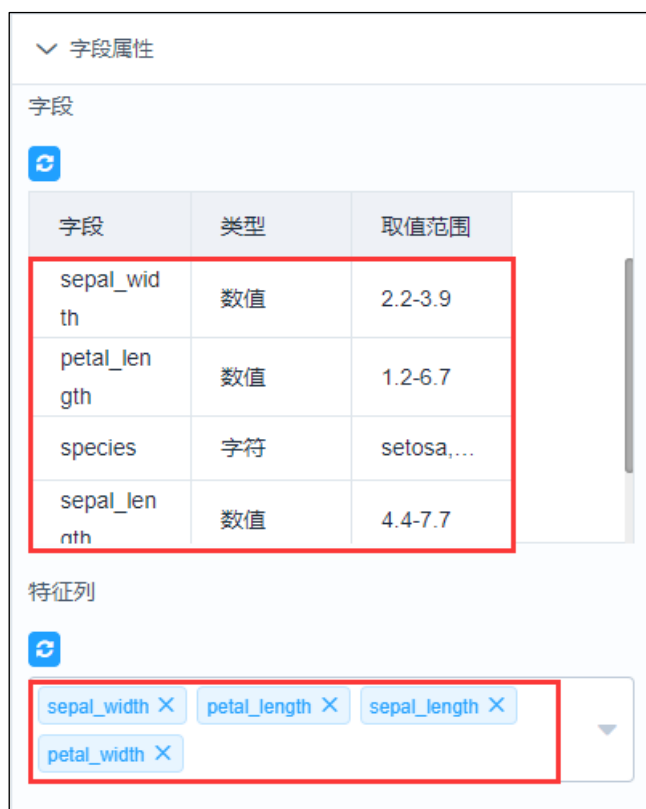 字段属性
字段
字段 类型 取值范围
sepal_wid
th 数值 2.2-3.9
petal_len
gth 数值 1.2-6.7
species 字符 setosa,...
sepal_len
gth 数值 4.4-7.7
特征列
sepal_width × petal_length × sepal_length ×
petal_width ×